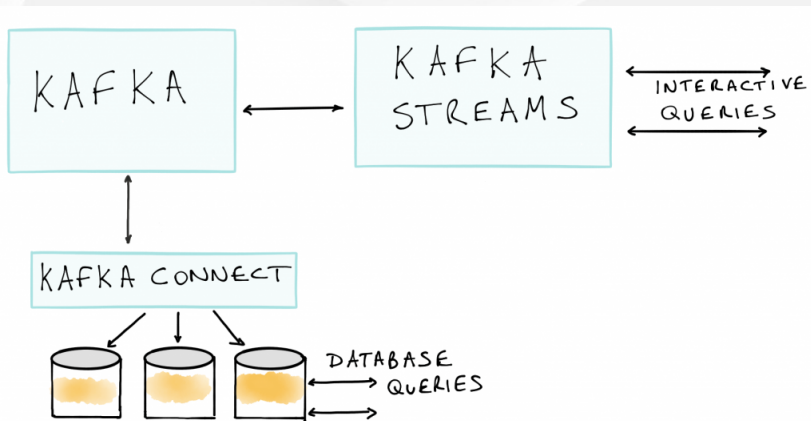 KAFKA
KAFKA
STREAMS
INTERACTIVE
QUERIES
KAFKA CONNECT
DATABASE
QUERIES